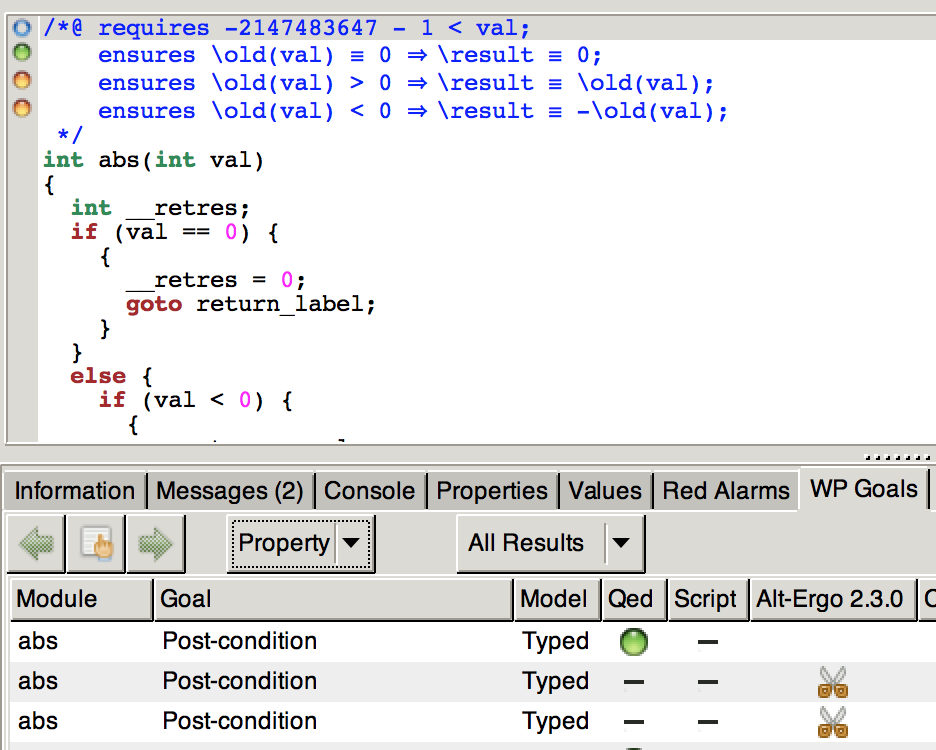 /*@ requires -2147483647 - 1 < val;
ensures \old(val) ≡ 0 ⇒ \result ≡ 0;
ensures \old(val) > 0 ⇒ \result ≡ \old(val);
ensures \old(val) < 0 ⇒ \result ≡ -\old(val);
*/
int abs(int val)
{
int __retres;
if (val == 0) {
{
__retres = 0;
goto return_label;
}
}
else {
if (val < 0) {
{
Information Messages (2) Console Properties Values Red Alarms WP Goals
Property All Results
Module Goal Model Qed Script Alt-Ergo 2.3.0
abs Post-condition Typed —
abs Post-condition Typed — —
abs Post-condition Typed — —